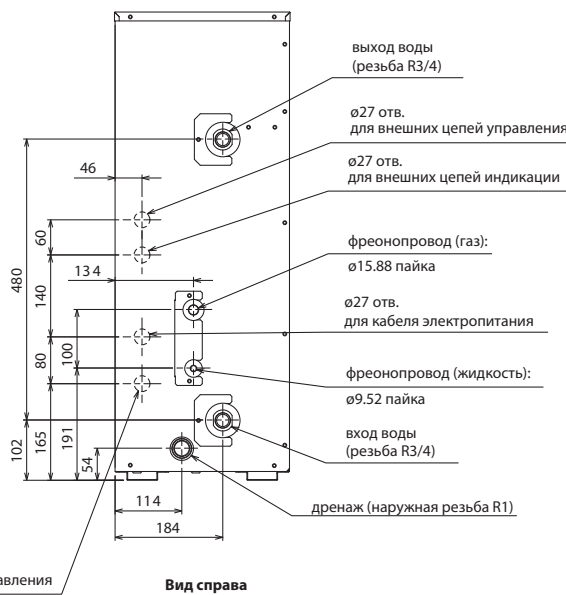 выход воды
(резьба R3/4)
ø27 отв.
для внешних цепей управления
46
ø27 отв.
для внешних цепей индикации
60
фреонопровод (газ):
ø15.88 пайка
134
480
140
ø27 отв.
для кабеля электропитания
100
80
фреонопровод (жидкость):
ø9.52 пайка
102
165
191
54
вход воды
(резьба R3/4)
114
дренаж (наружная резьба R1)
184
Вид справа